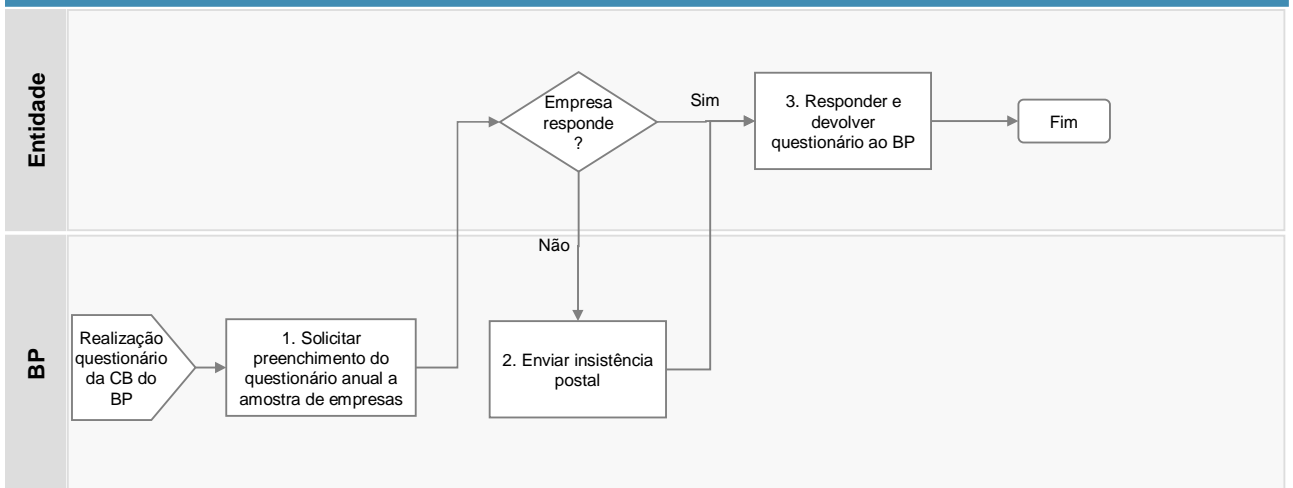 Entidade
Empresa
responde
?
Sim
3. Responder e
devolver
questionário ao BP
Fim
Não
BP
Realização
questionário
da CB do
BP
1. Solicitar
preenchimento do
questionário anual a
amostra de empresas
2. Enviar insistência
postal